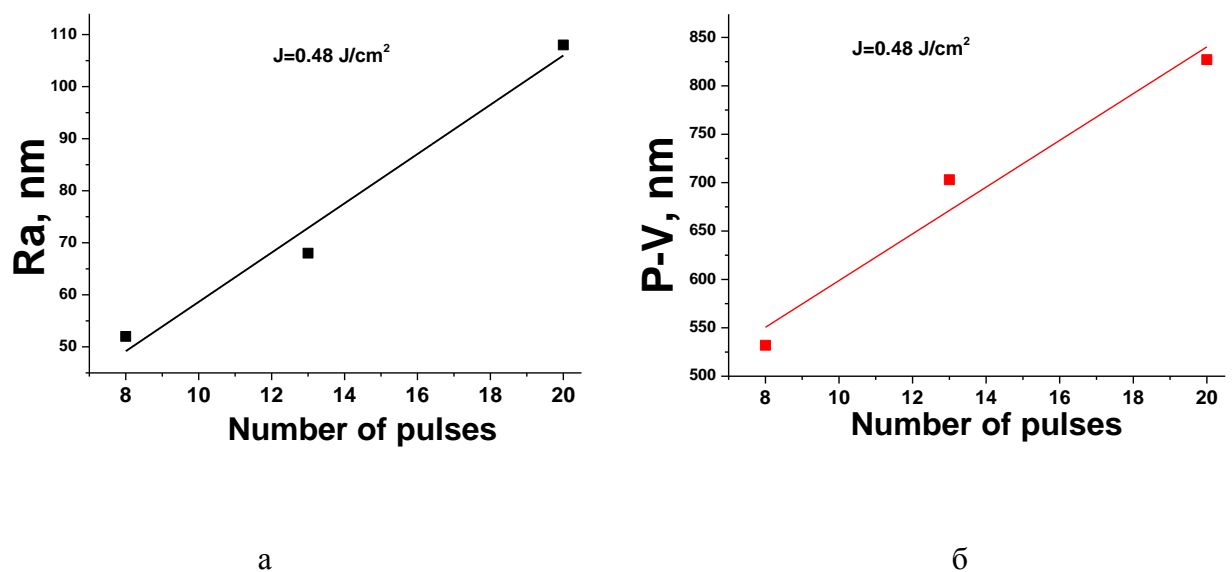 110
100
90
80
70
60
50
Ra, nm
J=0.48 J/cm²
8 10 12 14 16 18 20
Number of pulses
850
800
750
700
650
600
550
500
P-V, nm
J=0.48 J/cm²
8 10 12 14 16 18 20
Number of pulses
а б